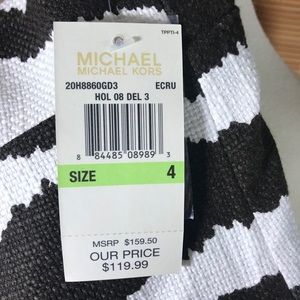 TPPTI-4
MICHAEL
MICHAEL KORS
20H8860GD3 ECRU
HOL 08 DEL 3
8 84485 08989 3
SIZE 4
MSRP $159.50
OUR PRICE
$119.99